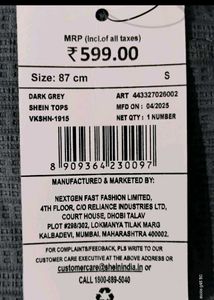 MRP (Incl.of all taxes)
₹ 599.00
Size: 87 cm S
DARK GREY ART 443327026002
SHEIN TOPS MFD ON : 04/2025
VKSHN-1915 NET QTY : 1 NUMBER
8 909364 230097
MANUFACTURED & MARKETED BY:
NEXTGEN FAST FASHION LIMITED,
4TH FLOOR, C/O RELIANCE INDUSTRIES LTD,
COURT HOUSE, DHOBI TALAV
PLOT #298/302, LOKMANYA TILAK MARG
KALBADEVI, MUMBAI, MAHARASHTRA 400002.
FOR COMPLAINTS/FEEDBACK, PLS WRITE TO OUR
CUSTOMER CARE EXECUTIVE AT THE ABOVE ADDRESS or
customercare@sheinindia.in or
CALL 1800-889-5040